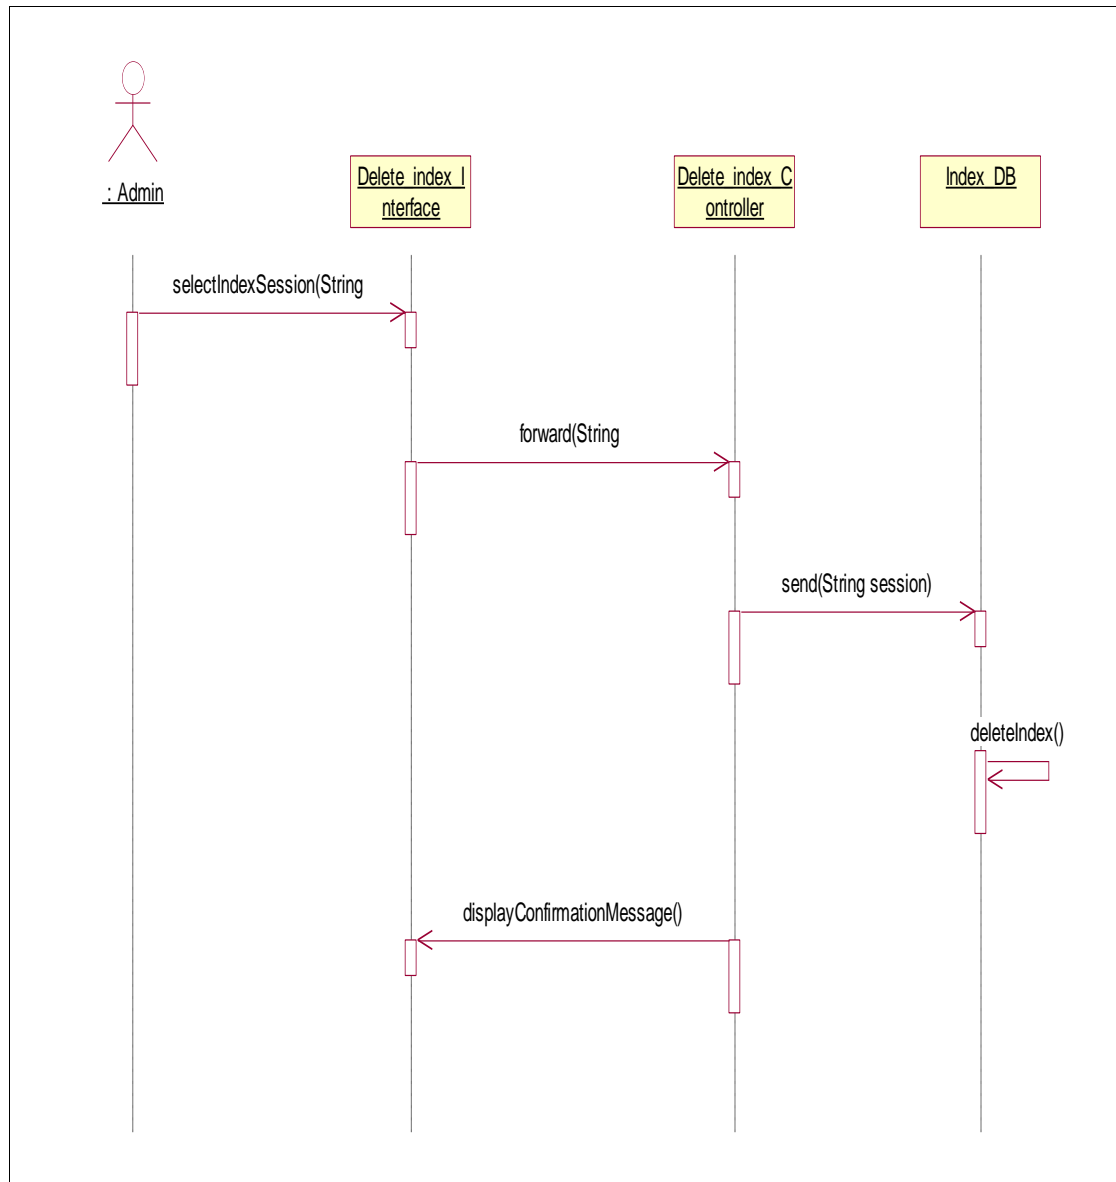 : Admin
Delete_index_I
nterface
Delete_index_C
ontroller
Index_DB
selectIndexSession(String
forward(String
send(String session)
deleteIndex()
displayConfirmationMessage()